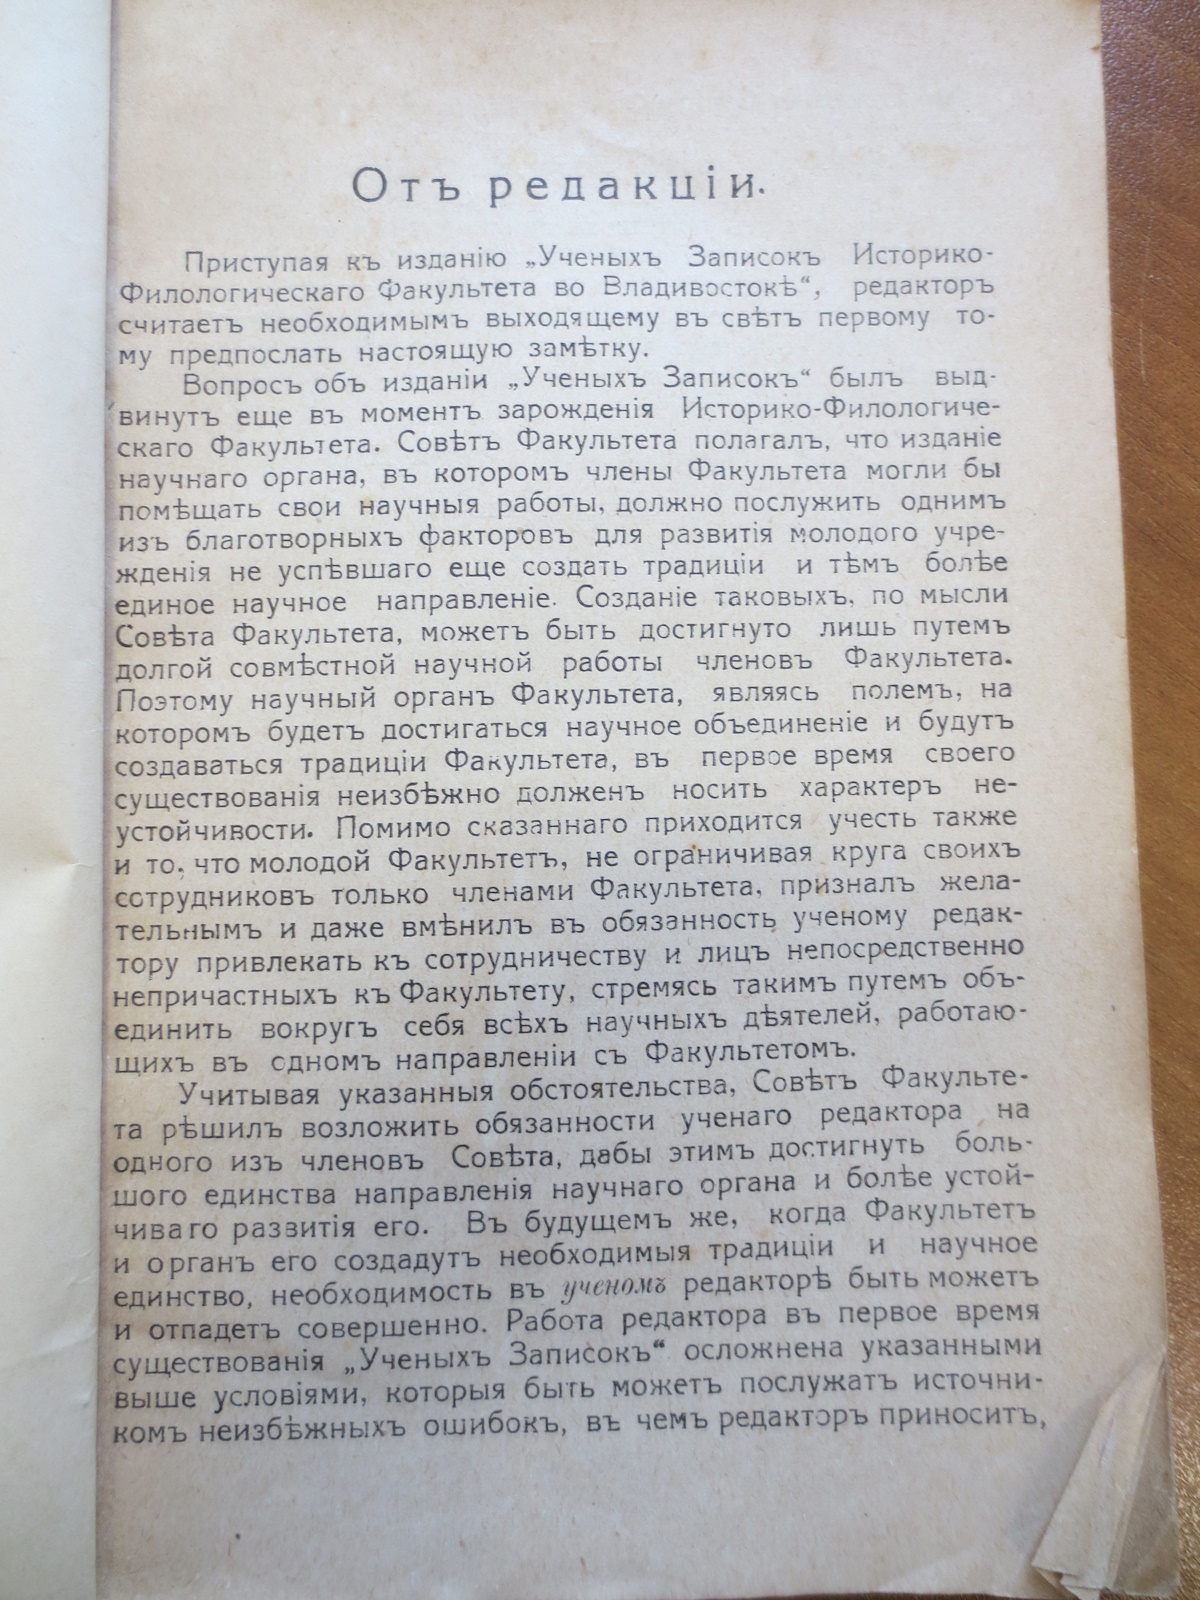 Отъ редакціи.
Приступая къ изданію „Ученыхъ Записокъ Историко-
Филологическаго Факультета во Владивостокѣ“, редакторъ
считаетъ необходимымъ выходящему въ свѣтъ первому то-
му предпослать настоящую замѣтку.
Вопросъ объ изданіи „Ученыхъ Записокъ“ былъ выд-
винутъ еще въ моментъ зарожденія Историко-Филологиче-
скаго Факультета. Совѣтъ Факультета полагалъ, что изданіе
научнаго органа, въ которомъ члены Факультета могли бы
помѣщать свои научныя работы, должно послужить однимъ
изъ благотворныхъ факторовъ для развитія молодого учре-
жденія не успѣвшаго еще создать традиціи и тѣмъ болѣе
единое научное направленіе. Созданіе таковыхъ, по мысли
Совѣта Факультета, можетъ быть достигнуто лишь путемъ
долгой совмѣстной научной работы членовъ Факультета.
Поэтому научный органъ Факультета, являясь полемъ, на
которомъ будетъ достигаться научное объединеніе и будутъ
создаваться традиціи Факультета, въ первое время своего
существованія неизбѣжно долженъ носить характеръ не-
устойчивости. Помимо сказаннаго приходится учесть также
и то, что молодой Факультетъ, не ограничивая круга своихъ
сотрудниковъ только членами Факультета, призналъ жела-
тельнымъ и даже вмѣнилъ въ обязанность ученому редак-
тору привлекать къ сотрудничеству и лицъ непосредственно
непричастныхъ къ Факультету, стремясь такимъ путемъ объ-
единить вокругъ себя всѣхъ научныхъ дѣятелей, работаю-
щихъ въ одномъ направленіи съ Факультетомъ.
Учитывая указанныя обстоятельства, Совѣтъ Факульте-
та рѣшилъ возложить обязанности ученаго редактора на
одного изъ членовъ Совѣта, дабы этимъ достигнуть боль-
шого единства направленія научнаго органа и болѣе устой-
чиваго развитія его. Въ будущемъ же, когда Факультетъ
и органъ его создадутъ необходимыя традиціи и научное
единство, необходимость въ ученомъ редакторѣ быть можетъ
и отпадетъ совершенно. Работа редактора въ первое время
существованія „Ученыхъ Записокъ“ осложнена указанными
выше условіями, которыя быть можетъ послужатъ источни-
комъ неизбѣжныхъ ошибокъ, въ чемъ редакторъ приноситъ,